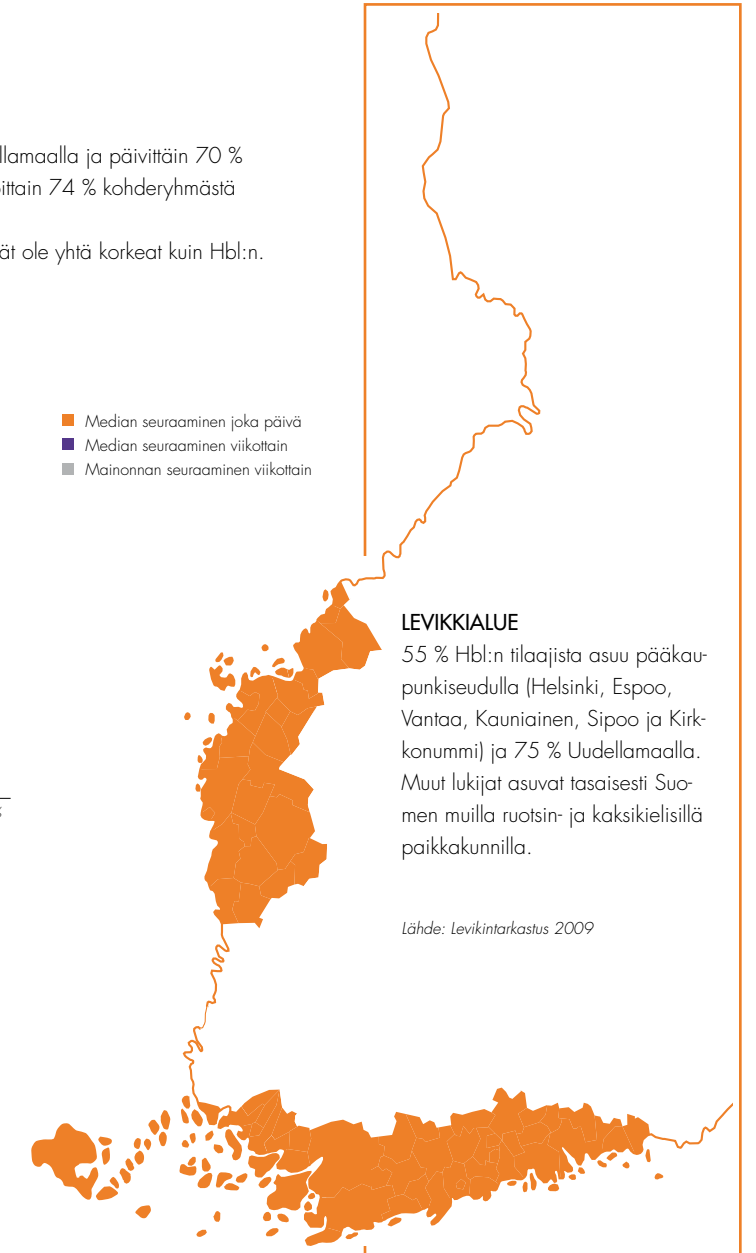 llamaalla ja päivittäin 70 %
ittain 74 % kohderyhmästä
ät ole yhtä korkeat kuin Hbl:n.
Median seuraaminen joka päivä
Median seuraaminen viikottain
Mainonnan seuraaminen viikottain
LEVIKKIALUE
55 % Hbl:n tilaajista asuu pääkau-
punkiseudulla (Helsinki, Espoo,
Vantaa, Kauniainen, Sipoo ja Kirk-
konummi) ja 75 % Uudellamaalla.
Muut lukijat asuvat tasaisesti Suo-
men muilla ruotsin- ja kaksikielisillä
paikkakunnilla.
Lähde: Levikintarkastus 2009